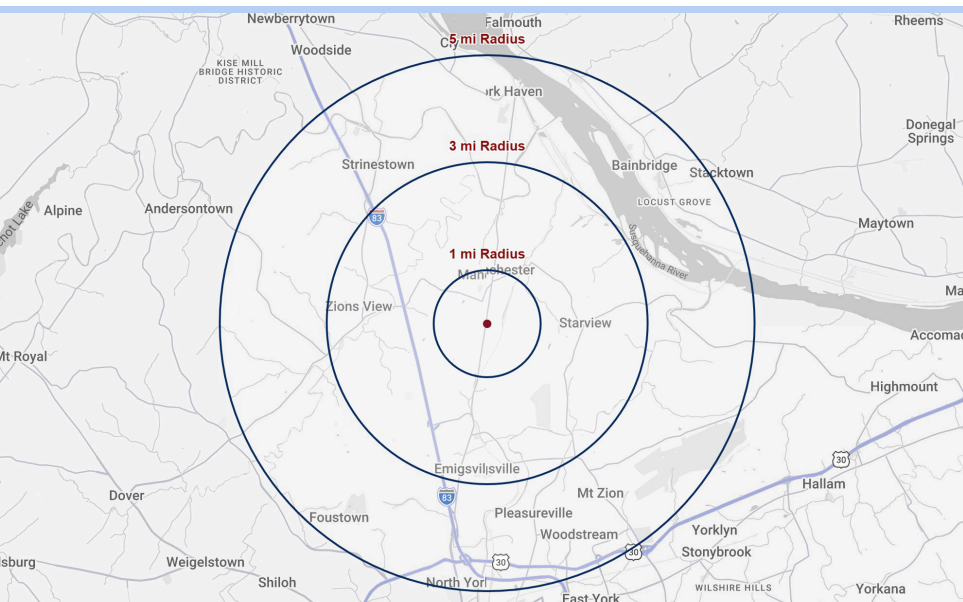 Newberrytown
Falmouth
Rheems
5 mi Radius
Woodside
KISE MILL
BRIDGE HISTORIC
DISTRICT
rk Haven
Donegal
Springs
3 mi Radius
Strinestown
Bainbridge
Stacktown
LOCUST GROVE
Alpine
Andersontown
83
Maytown
Susquehanna River
1 mi Radius
Manchester
Zions View
Starview
Mt Royal
Highmount
30
Emigsville
Hallam
Dover
83
Mt Zion
Pleasureville
Foustown
Yorklyn
Woodstream
30
Stonybrook
Weigelstown
30
Shiloh
North Yor
WILSHIRE HILLS
Yorkana
East York